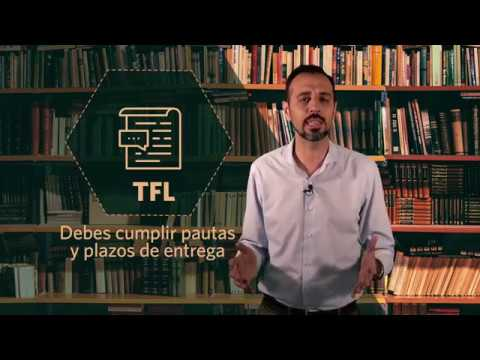 TFL
Debes cumplir pautas
y plazos de entrega